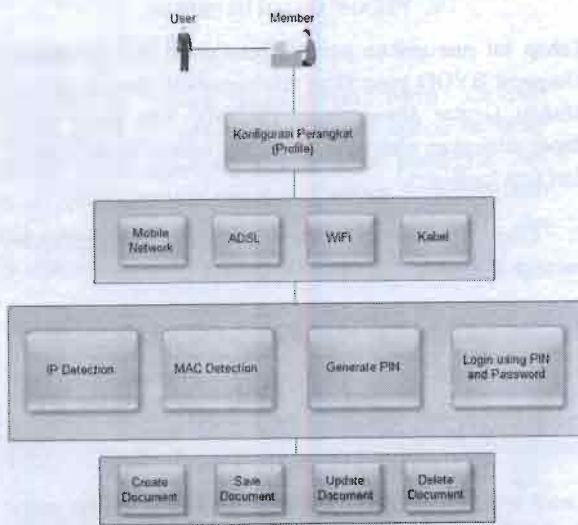 User
Member
Konfigurasi Perangkat
(Profile)
Mobile
Network
ADSL
WiFi
Kabel
IP Detection
MAC Detection
Generate PIN
Login using PIN
and Password
Create
Document
Save
Document
Update
Document
Delete
Document